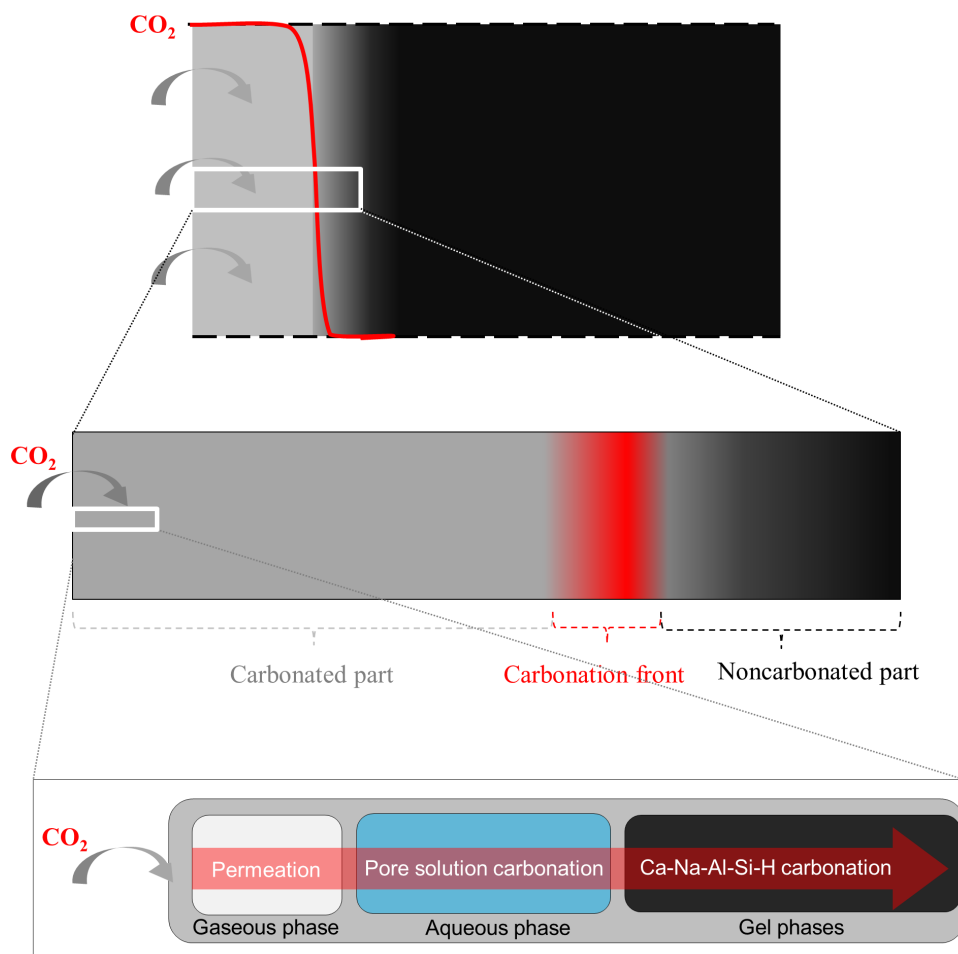 CO₂
CO₂
Carbonated part
Carbonation front
Noncarbonated part
CO₂
Permeation
Pore solution carbonation
Ca-Na-Al-Si-H carbonation
Gaseous phase
Aqueous phase
Gel phases